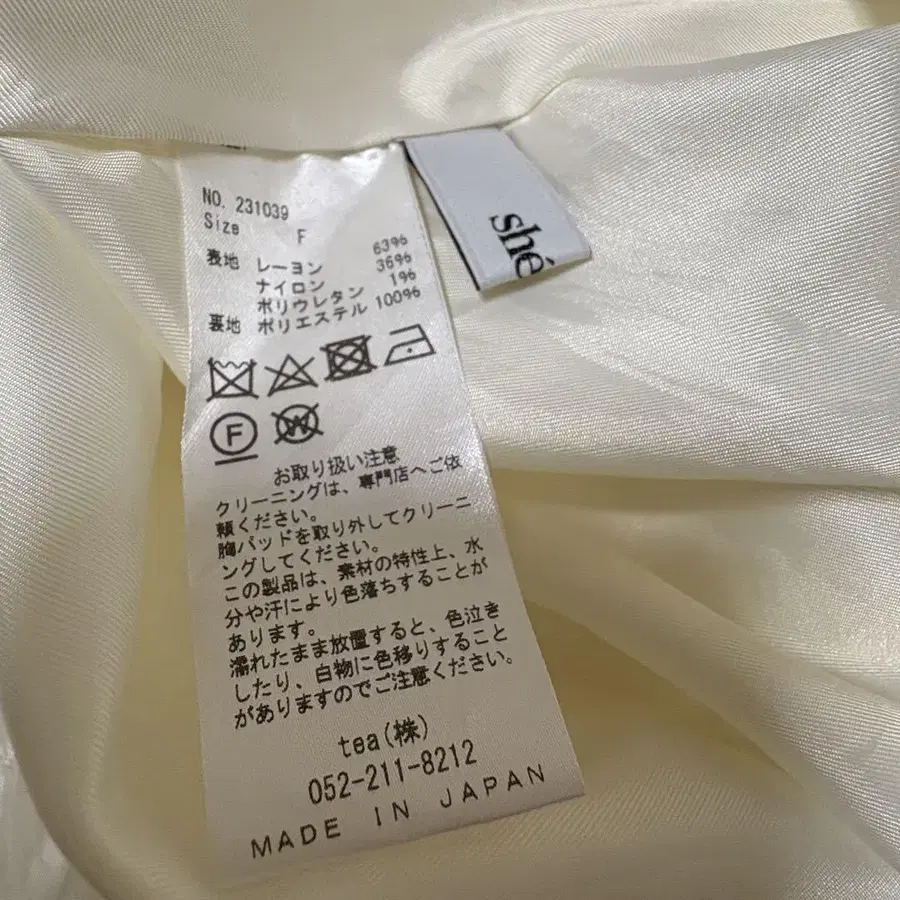 NO. 231039
Size F
表地 レーヨン 63%
ナイロン 36%
ポリウレタン 1%
裏地 ポリエステル 100%
F
W
お取り扱い注意
クリーニングは、専門店へご依
頼ください。
胸パッドを取り外してクリーニ
ングしてください。
この製品は、素材の特性上、水
分や汗により色落ちすることが
あります。
濡れたまま放置すると、色泣き
したり、白物に色移りすること
がありますのでご注意ください。
tea(株)
052-211-8212
MADE IN JAPAN
shé